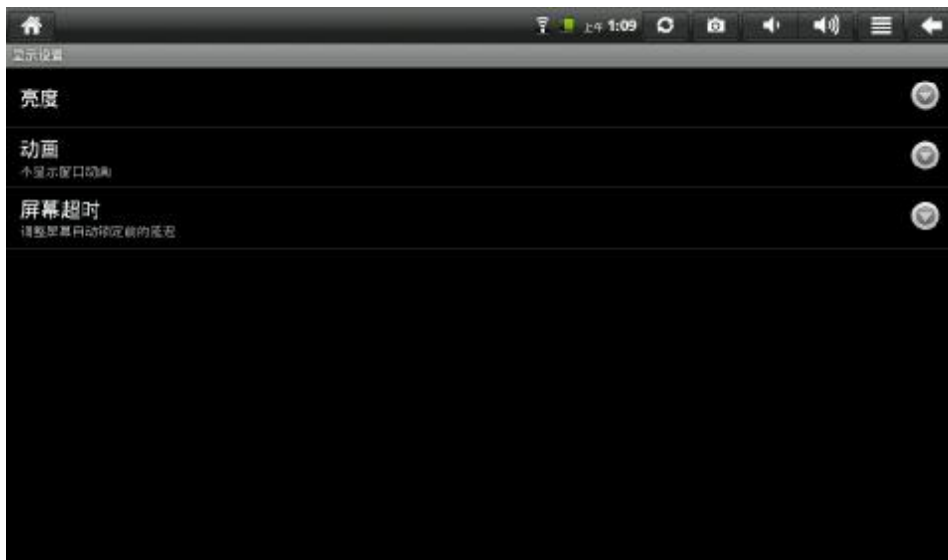 上午 1:09
显示设置
亮度
动画
不显示窗口动画
屏幕超时
调整屏幕自动锁定前的延迟